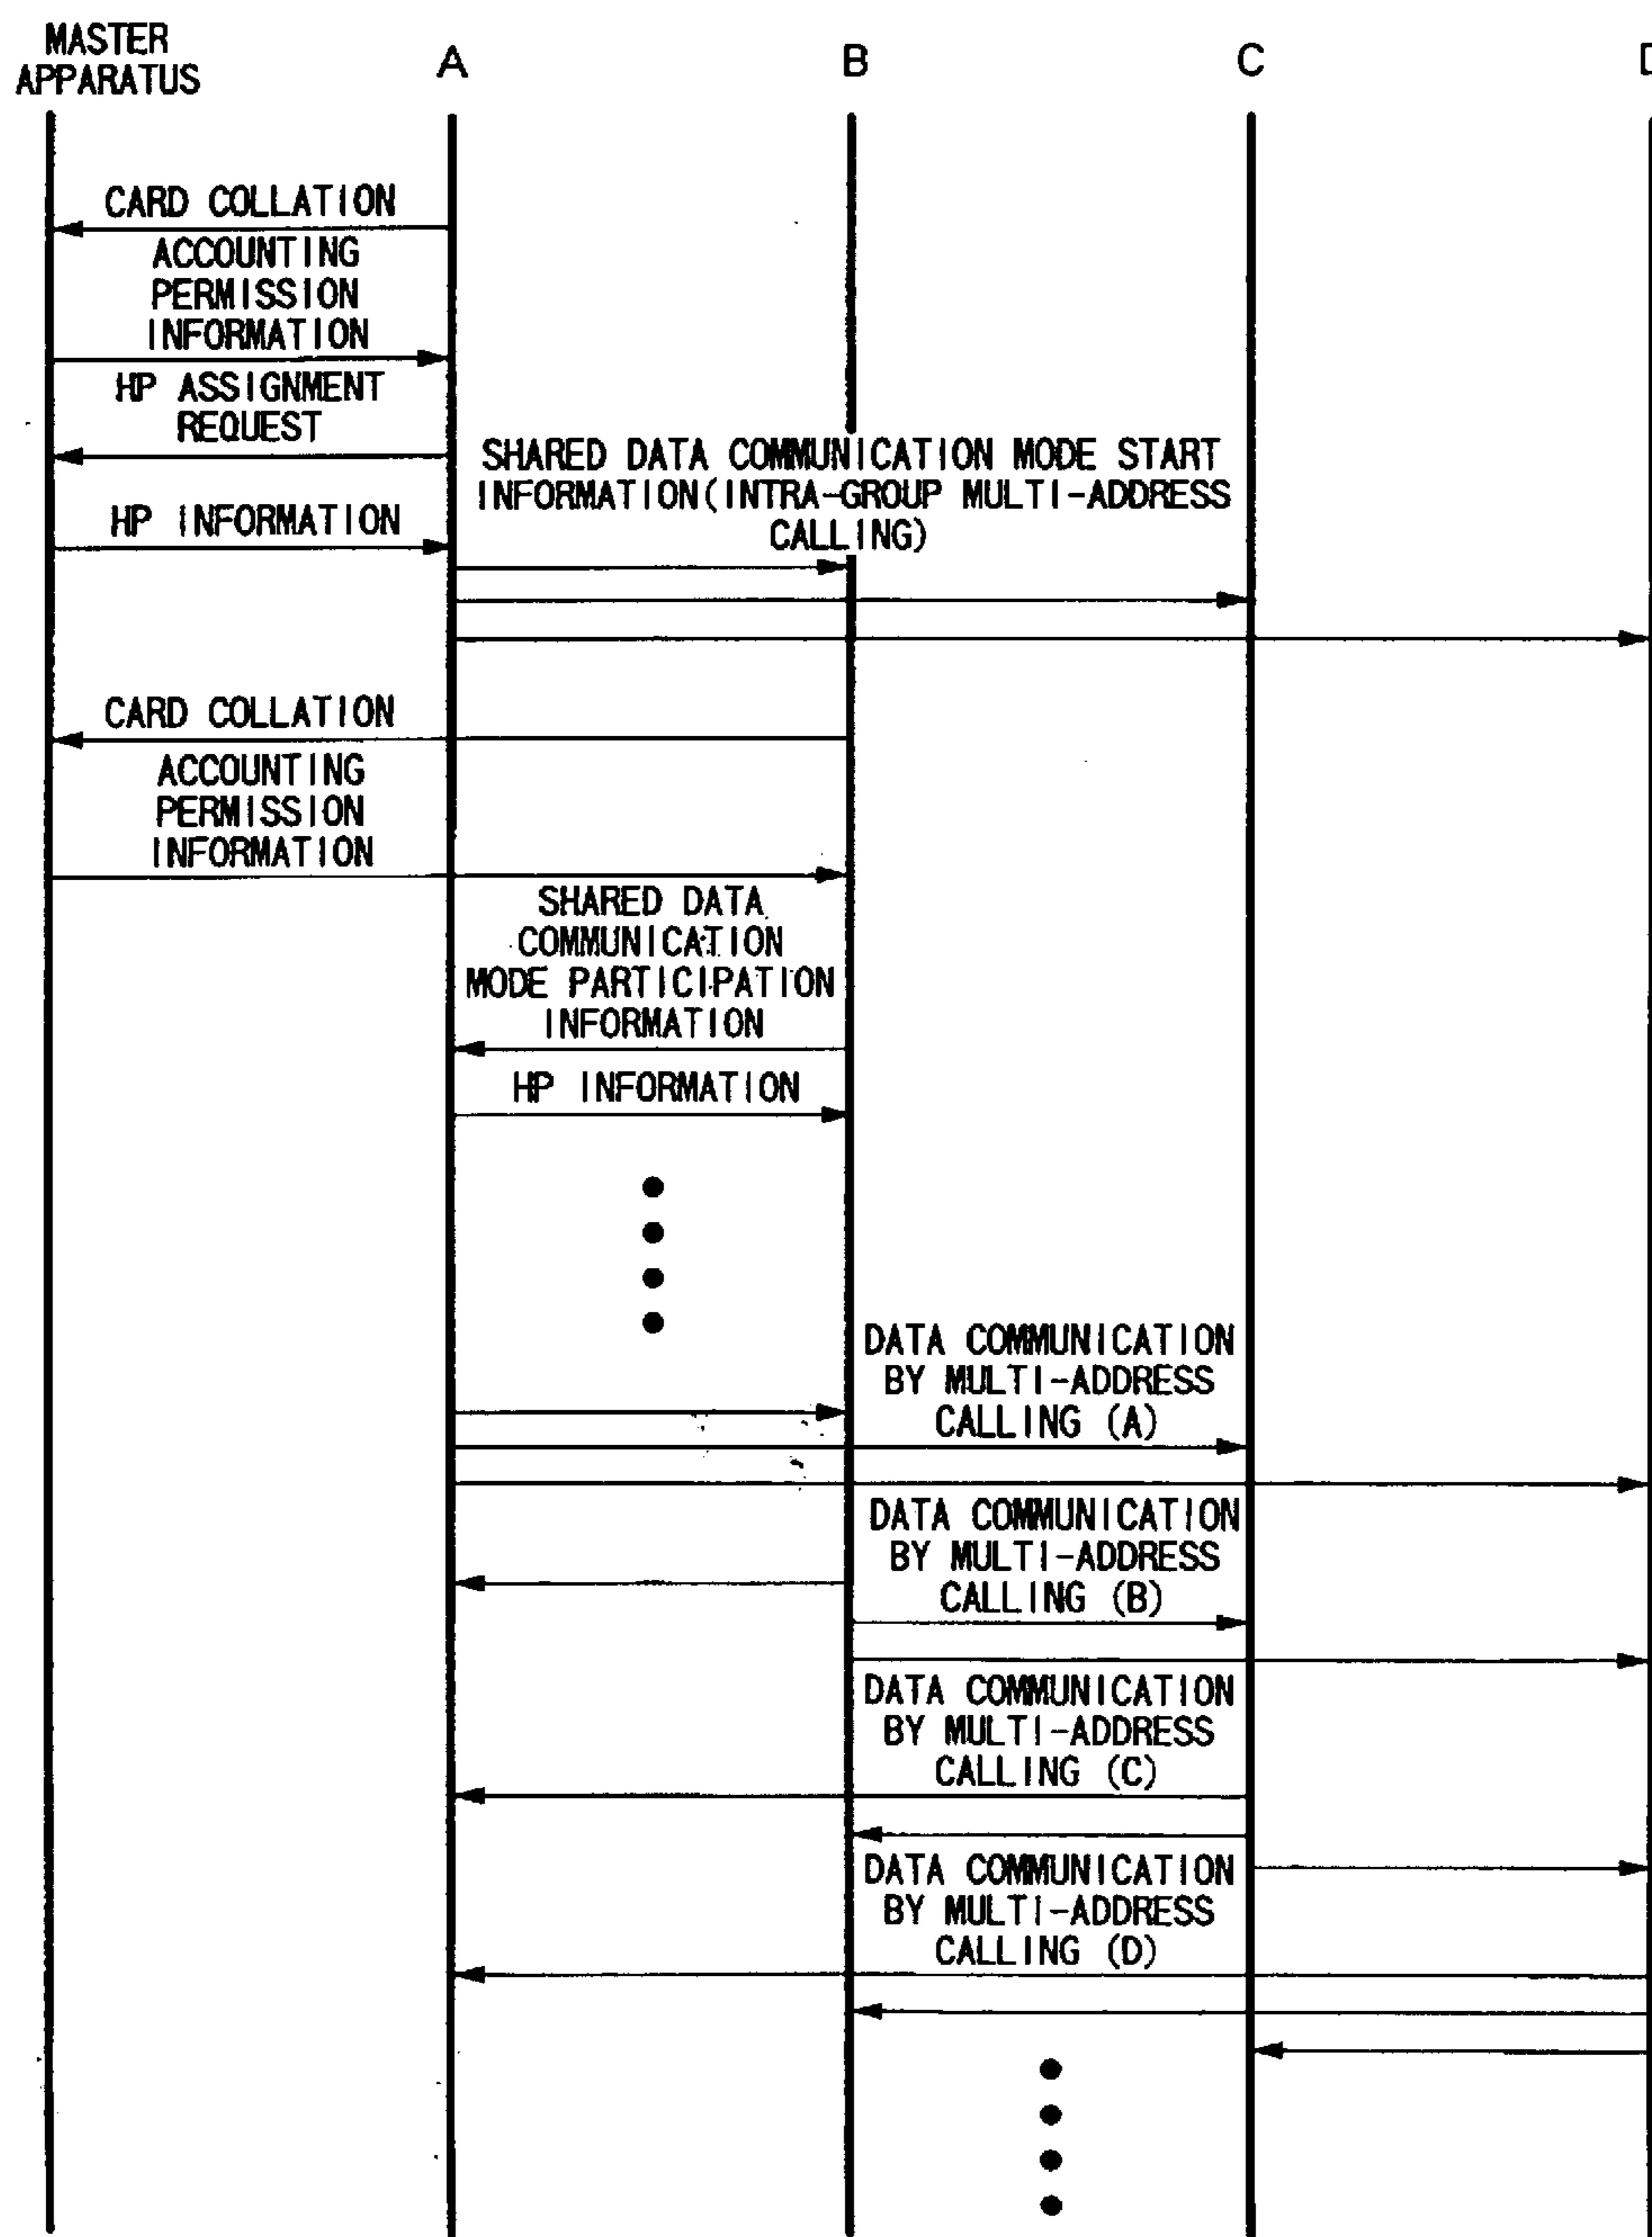 MASTER
APPARATUS
A
B
C
CARD COLLATION
ACCOUNTING
PERMISSION
INFORMATION
HP ASSIGNMENT
REQUEST
HP INFORMATION
SHARED DATA COMMUNICATION MODE START
INFORMATION(INTRA-GROUP MULTI-ADDRESS
CALLING)
CARD COLLATION
ACCOUNTING
PERMISSION
INFORMATION
SHARED DATA
COMMUNICATION
MODE PARTICIPATION
INFORMATION
HP INFORMATION
DATA COMMUNICATION
BY MULTI-ADDRESS
CALLING (A)
DATA COMMUNICATION
BY MULTI-ADDRESS
CALLING (B)
DATA COMMUNICATION
BY MULTI-ADDRESS
CALLING (C)
DATA COMMUNICATION
BY MULTI-ADDRESS
CALLING (D)